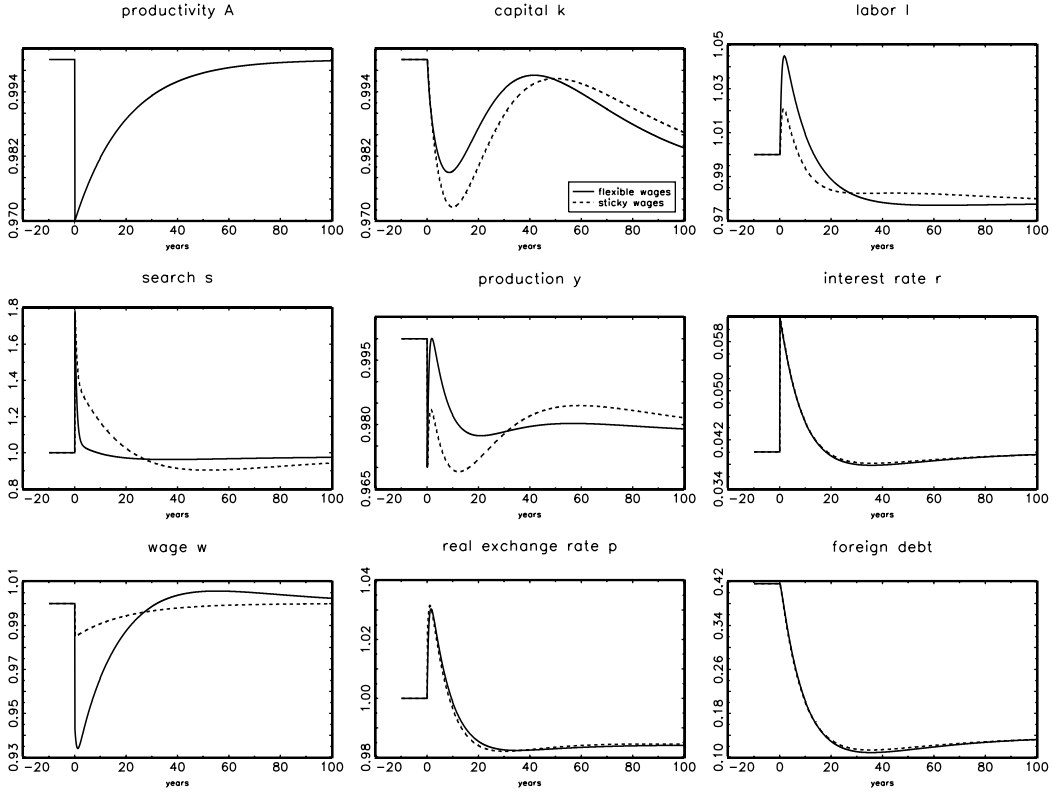 productivity A
0.994
0.982
0.970
−20 0 20 40 60 80 100
years
capital k
0.994
0.982
0.970
flexible wages
sticky wages
−20 0 20 40 60 80 100
years
labor l
1.05
1.03
1.01
0.99
0.97
−20 0 20 40 60 80 100
years
search s
1.8
1.6
1.4
1.2
1.0
0.8
−20 0 20 40 60 80 100
years
production y
0.995
0.980
0.965
−20 0 20 40 60 80 100
years
interest rate r
0.058
0.050
0.042
0.034
−20 0 20 40 60 80 100
years
wage w
1.01
0.99
0.97
0.95
0.93
−20 0 20 40 60 80 100
years
real exchange rate p
1.04
1.02
1.00
0.98
−20 0 20 40 60 80 100
years
foreign debt
0.42
0.34
0.26
0.18
0.10
−20 0 20 40 60 80 100
years